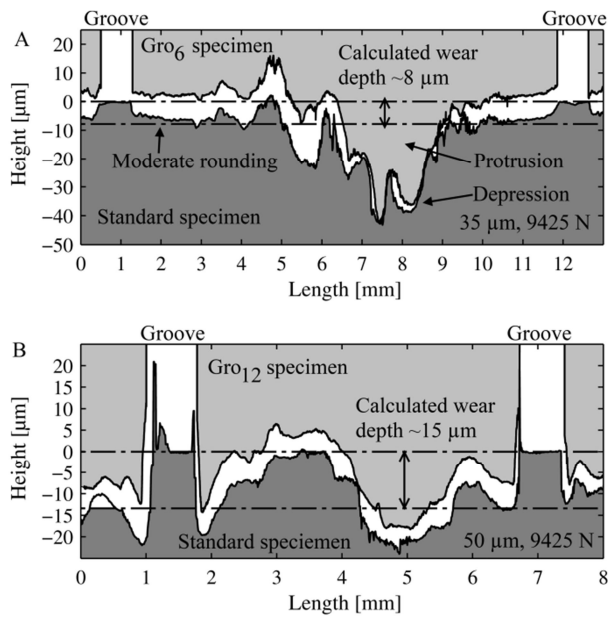 Groove Groove
A
Gro6 specimen
Calculated wear
depth ~8 µm
Moderate rounding
Protrusion
Depression
Standard specimen
35 µm, 9425 N
Height [µm]
20
10
0
−10
−20
−30
−40
−50
0 1 2 3 4 5 6 7 8 9 10 11 12
Length [mm]
Groove Groove
B
Gro12 specimen
Calculated wear
depth ~15 µm
Standard speciemen
50 µm, 9425 N
Height [µm]
20
15
10
5
0
−5
−10
−15
−20
0 1 2 3 4 5 6 7 8
Length [mm]